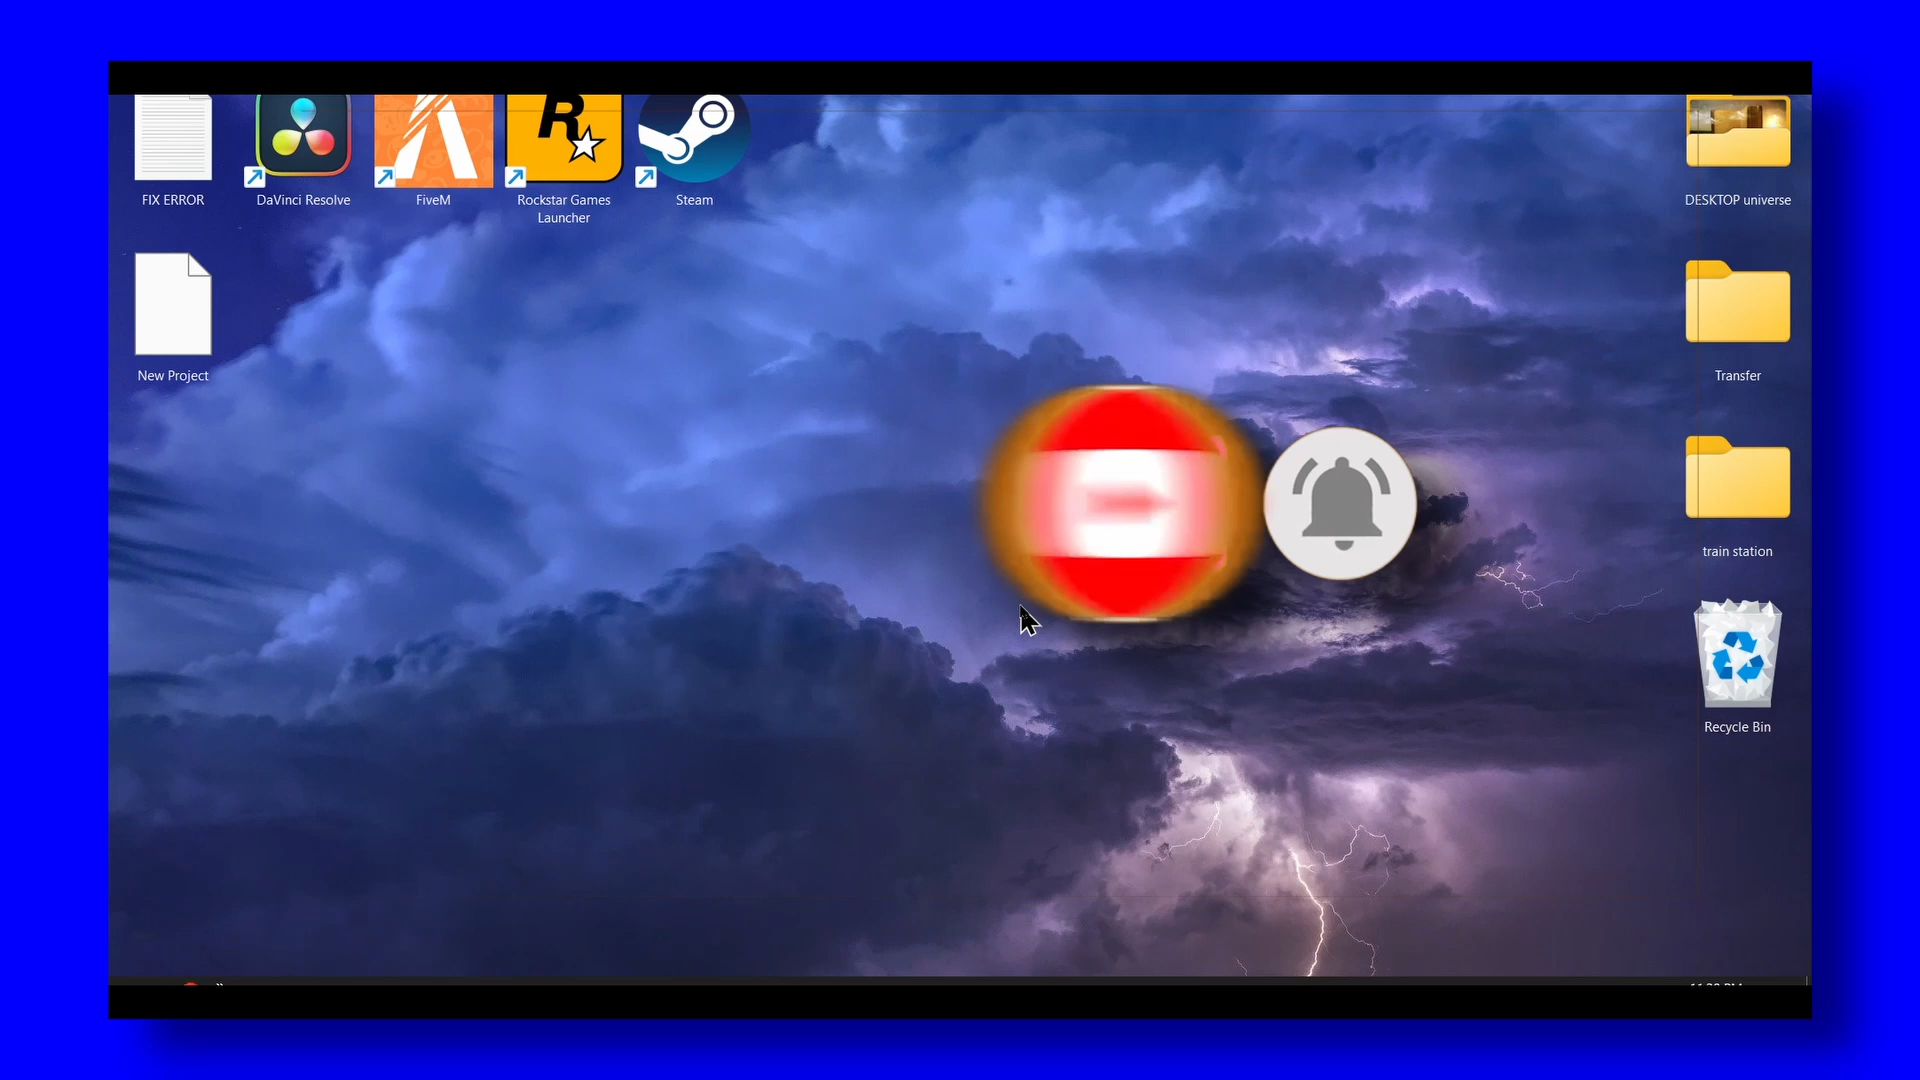 FIX ERROR
DaVinci Resolve
FiveM
Rockstar Games
Launcher
Steam
DESKTOP universe
New Project
Transfer
train station
Recycle Bin